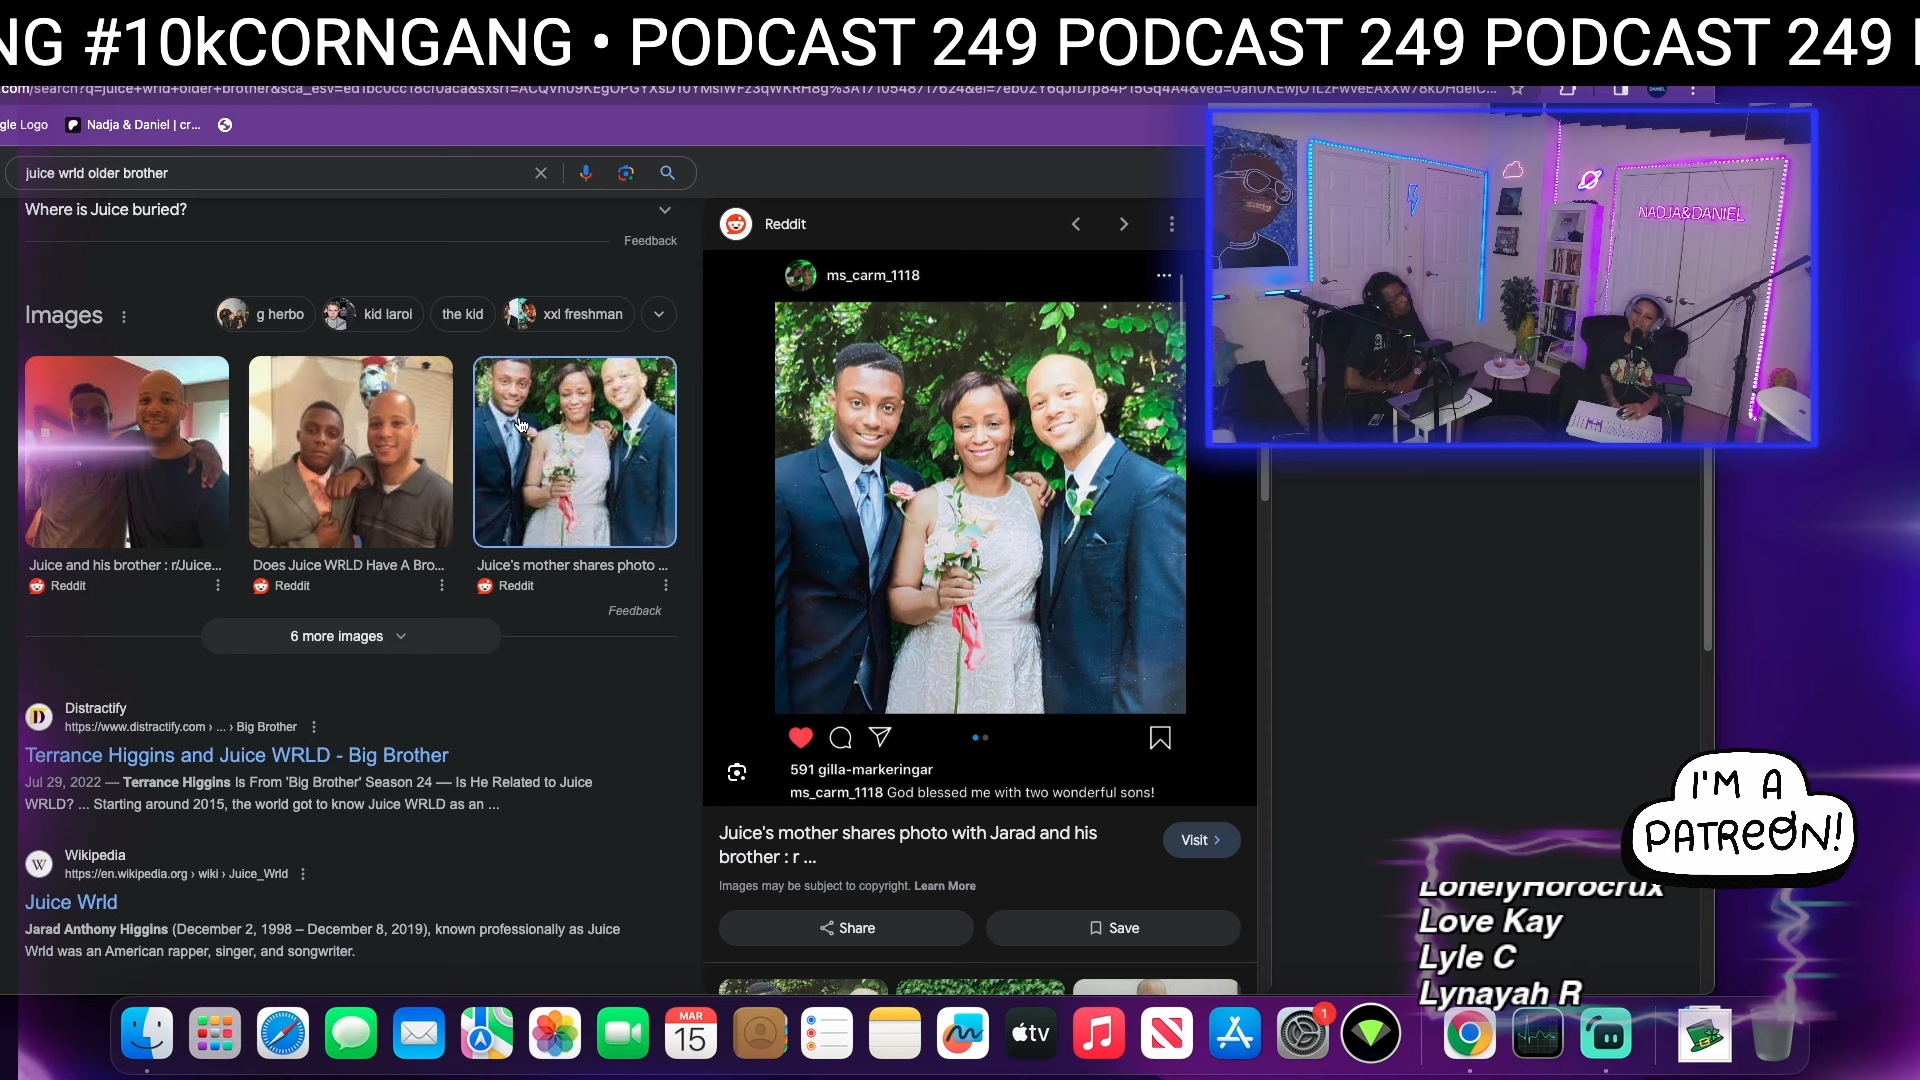 NG #10kCORNGANG • PODCAST 249 PODCAST 249 PODCAST 249
gle Logo
Nadja & Daniel | cr...
juice wrld older brother
Where is Juice buried?
Feedback
Images
g herbo
kid laroi
the kid
xxl freshman
Juice and his brother : r/Juice...
Reddit
Does Juice WRLD Have A Bro...
Reddit
Juice's mother shares photo ...
Reddit
Feedback
6 more images
Distractify
https://www.distractify.com › ... › Big Brother
Terrance Higgins and Juice WRLD - Big Brother
Jul 29, 2022 — Terrance Higgins Is From 'Big Brother' Season 24 — Is He Related to Juice
WRLD? ... Starting around 2015, the world got to know Juice WRLD as an ...
Wikipedia
https://en.wikipedia.org › wiki › Juice_Wrld
Juice Wrld
Jarad Anthony Higgins (December 2, 1998 – December 8, 2019), known professionally as Juice
Wrld was an American rapper, singer, and songwriter.
Reddit
ms_carm_1118
591 gilla-markeringar
ms_carm_1118 God blessed me with two wonderful sons!
Juice's mother shares photo with Jarad and his
brother : r ...
Visit
Images may be subject to copyright. Learn More
Share
Save
NADJA&DANIEL
I'M A
PATREON!
LonelyHorocrux
Love Kay
Lyle C
Lynayah R
MAR
15
tv
1